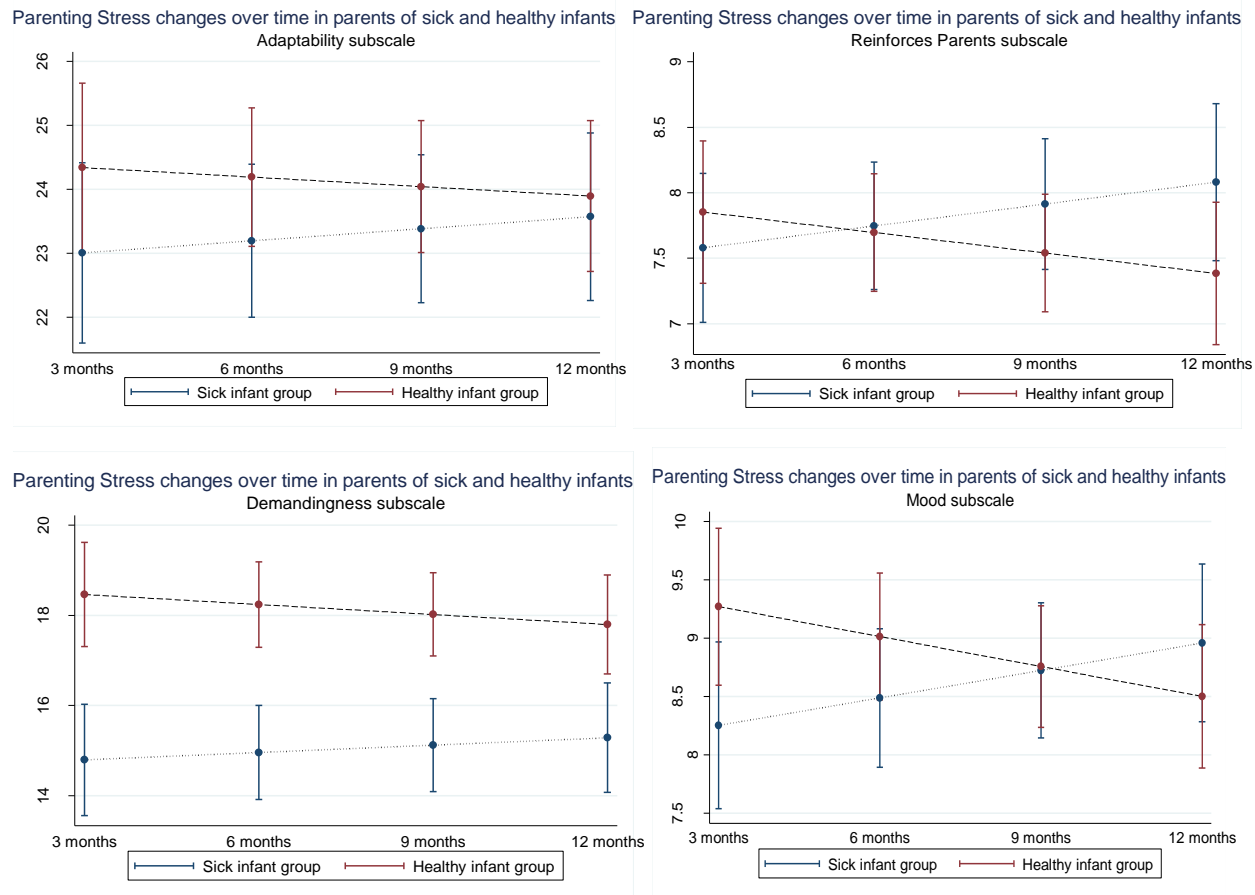 Parenting Stress changes over time in parents of sick and healthy infants
Adaptability subscale
26
25
24
23
22
3 months 6 months 9 months 12 months
Sick infant group Healthy infant group
Parenting Stress changes over time in parents of sick and healthy infants
Reinforces Parents subscale
9
8.5
8
7.5
7
3 months 6 months 9 months 12 months
Sick infant group Healthy infant group
Parenting Stress changes over time in parents of sick and healthy infants
Demandingness subscale
20
18
16
14
3 months 6 months 9 months 12 months
Sick infant group Healthy infant group
Parenting Stress changes over time in parents of sick and healthy infants
Mood subscale
10
9.5
9
8.5
8
7.5
3 months 6 months 9 months 12 months
Sick infant group Healthy infant group